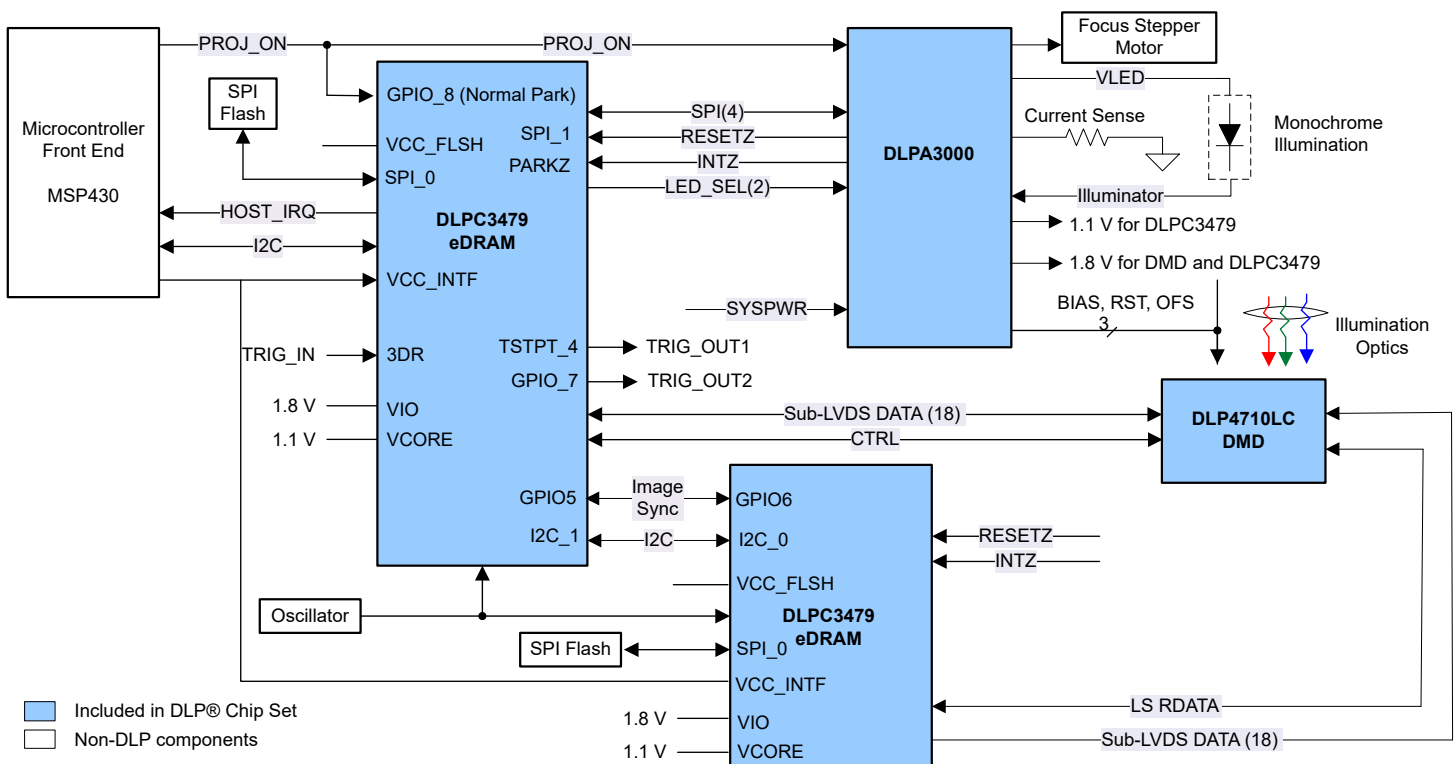 PROJ_ON
PROJ_ON
Focus Stepper
Motor
SPI
Flash
GPIO_8 (Normal Park)
VLED
Microcontroller
Front End
MSP430
SPI(4)
Current Sense
Monochrome
Illumination
VCC_FLSH
SPI_1
RESETZ
DLPA3000
PARKZ
INTZ
SPI_0
LED_SEL(2)
Illuminator
HOST_IRQ
DLPC3479
eDRAM
1.1 V for DLPC3479
I2C
1.8 V for DMD and DLPC3479
VCC_INTF
SYSPWR
BIAS, RST, OFS
3
Illumination
Optics
TRIG_IN
3DR
TSTPT_4
TRIG_OUT1
GPIO_7
TRIG_OUT2
1.8 V
VIO
Sub-LVDS DATA (18)
DLP4710LC
DMD
1.1 V
VCORE
CTRL
GPIO5
Image
Sync
GPIO6
I2C_1
I2C
I2C_0
RESETZ
INTZ
VCC_FLSH
Oscillator
DLPC3479
eDRAM
SPI Flash
SPI_0
VCC_INTF
Included in DLP® Chip Set
LS RDATA
1.8 V
VIO
Non-DLP components
Sub-LVDS DATA (18)
1.1 V
VCORE